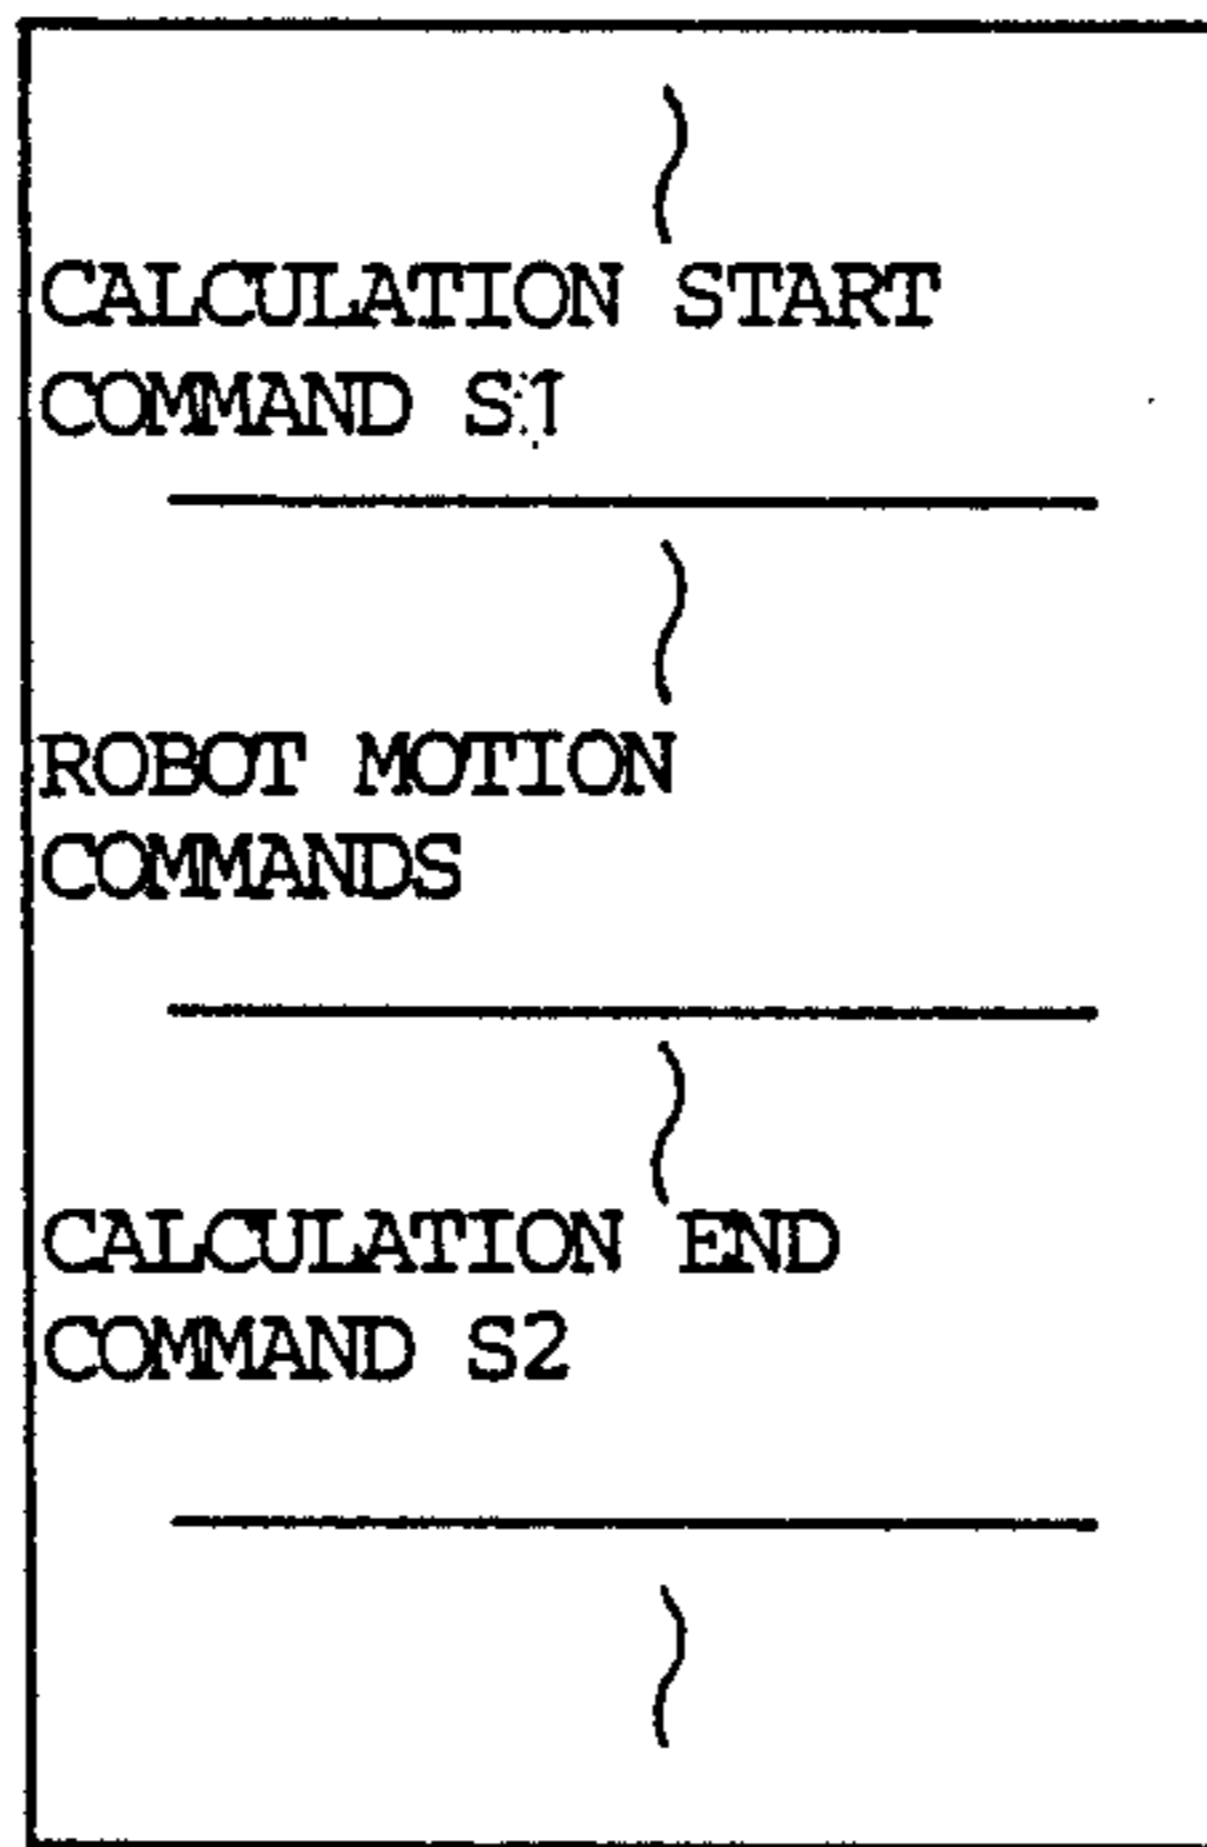 CALCULATION START
COMMAND S1
ROBOT MOTION
COMMANDS
CALCULATION END
COMMAND S2